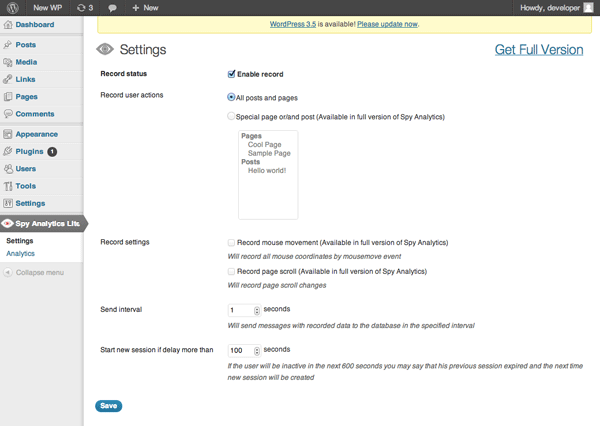 New WP
3
+ New
Howdy, developer
Dashboard
Posts
Media
Links
Pages
Comments
Appearance
Plugins 1
Users
Tools
Settings
Spy Analytics Lite
Settings
Analytics
Collapse menu
WordPress 3.5 is available! Please update now.
Settings
Get Full Version
Record status
Enable record
Record user actions
All posts and pages
Special page or/and post (Available in full version of Spy Analytics)
Pages
Cool Page
Sample Page
Posts
Hello world!
Record settings
Record mouse movement (Available in full version of Spy Analytics)
Will record all mouse coordinates by mousemove event
Record page scroll (Available in full version of Spy Analytics)
Will record page scroll changes
Send interval
1 seconds
Will send messages with recorded data to the database in the specified interval
Start new session if delay more than
100 seconds
If the user will be inactive in the next 600 seconds you may say that his previous session expired and the next time
new session will be created
Save